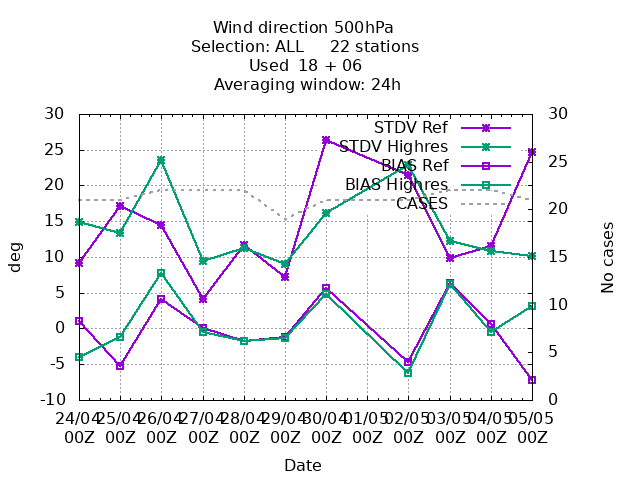 Wind direction 500hPa
Selection: ALL 22 stations
Used 18 + 06
Averaging window: 24h
30 30
25 25
20 20
15 15
10 10
5 5
0 0
-5
-10
deg
No cases
STDV Ref
STDV Highres
BIAS Ref
BIAS Highres
CASES
24/04 25/04 26/04 27/04 28/04 29/04 30/04 01/05 02/05 03/05 04/05 05/05
00Z 00Z 00Z 00Z 00Z 00Z 00Z 00Z 00Z 00Z 00Z 00Z
Date